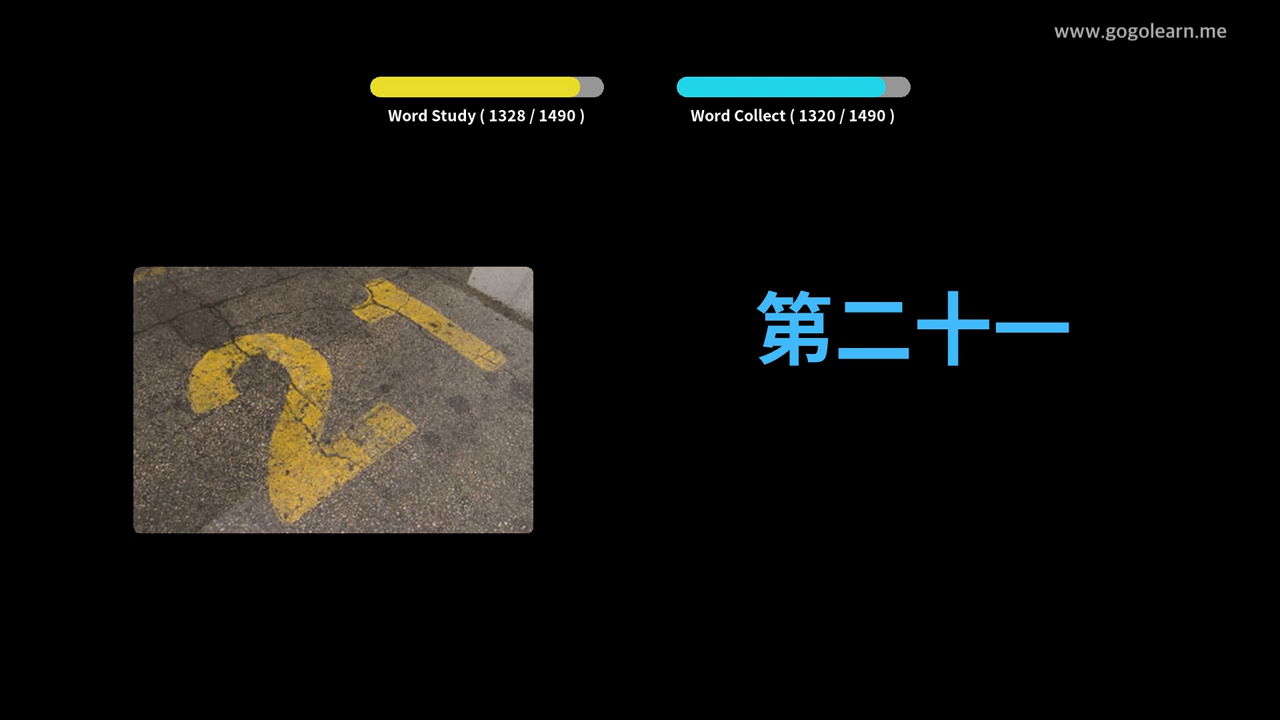 www.gogolearn.me
Word Study ( 1328 / 1490 )
Word Collect ( 1320 / 1490 )
21
第二十一